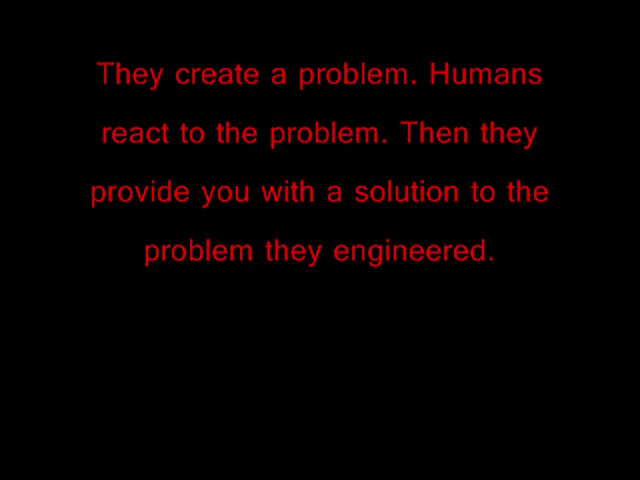 They create a problem. Humans
react to the problem. Then they
provide you with a solution to the
problem they engineered.